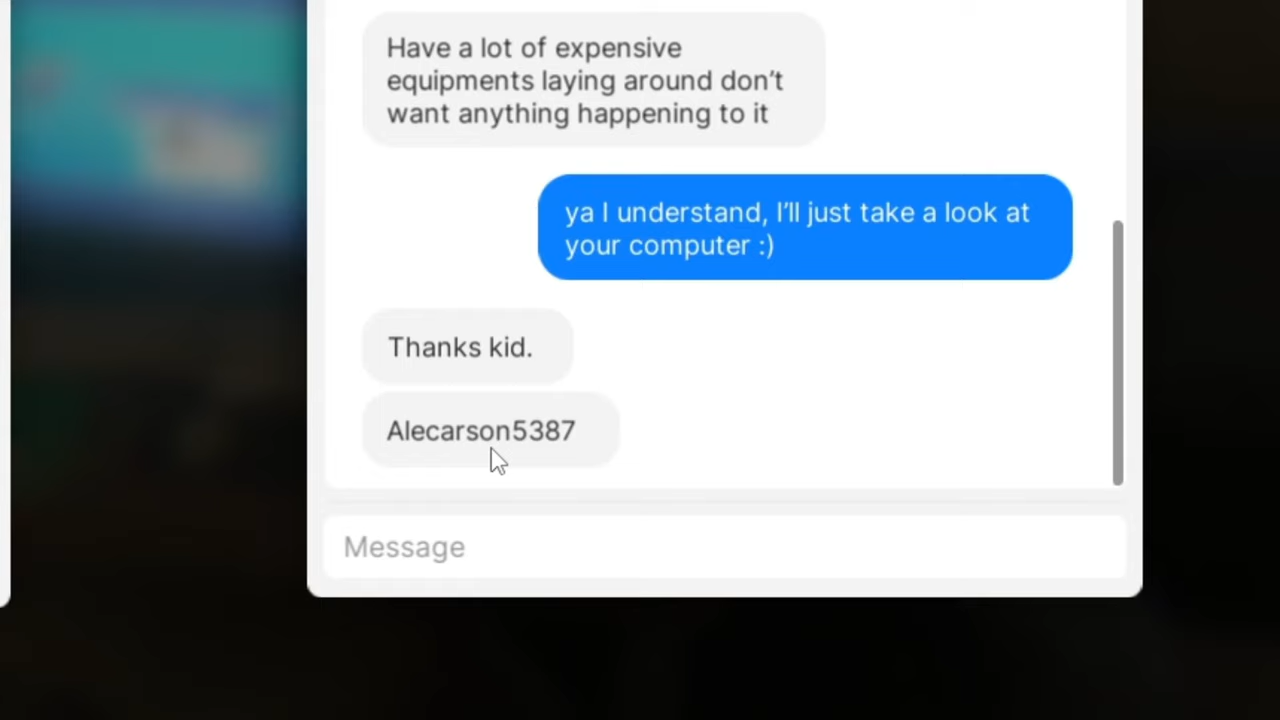 Have a lot of expensive
equipments laying around don't
want anything happening to it
ya I understand, I'll just take a look at
your computer :)
Thanks kid.
Alecarson5387
Message